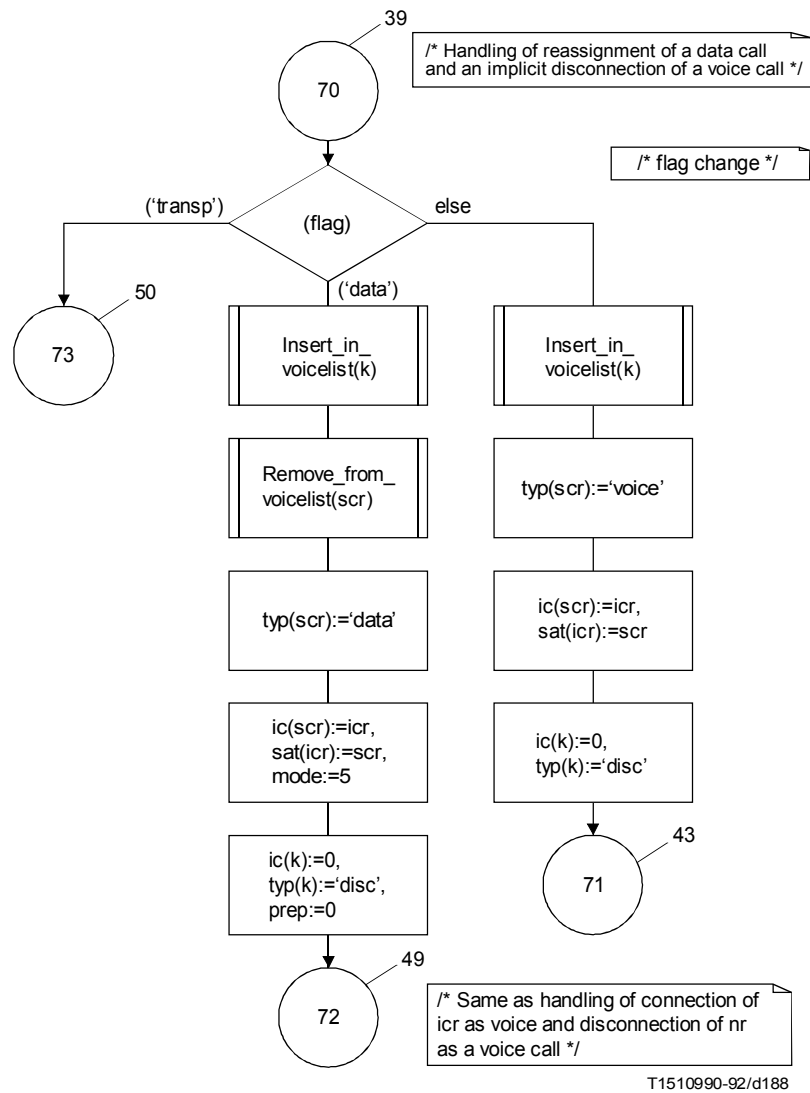 39
/* Handling of reassignment of a data call
and an implicit disconnection of a voice call */
70
/* flag change */
(‘transp’)
(flag)
else
(‘data’)
50
73
Insert_in_
voicelist(k)
Insert_in_
voicelist(k)
Remove_from_
voicelist(scr)
typ(scr):=‘voice’
typ(scr):=‘data’
ic(scr):=icr,
sat(icr):=scr
ic(scr):=icr,
sat(icr):=scr,
mode:=5
ic(k):=0,
typ(k):=‘disc’
ic(k):=0,
typ(k):=‘disc’,
prep:=0
43
71
49
72
/* Same as handling of connection of
icr as voice and disconnection of nr
as a voice call */
T1510990-92/d188